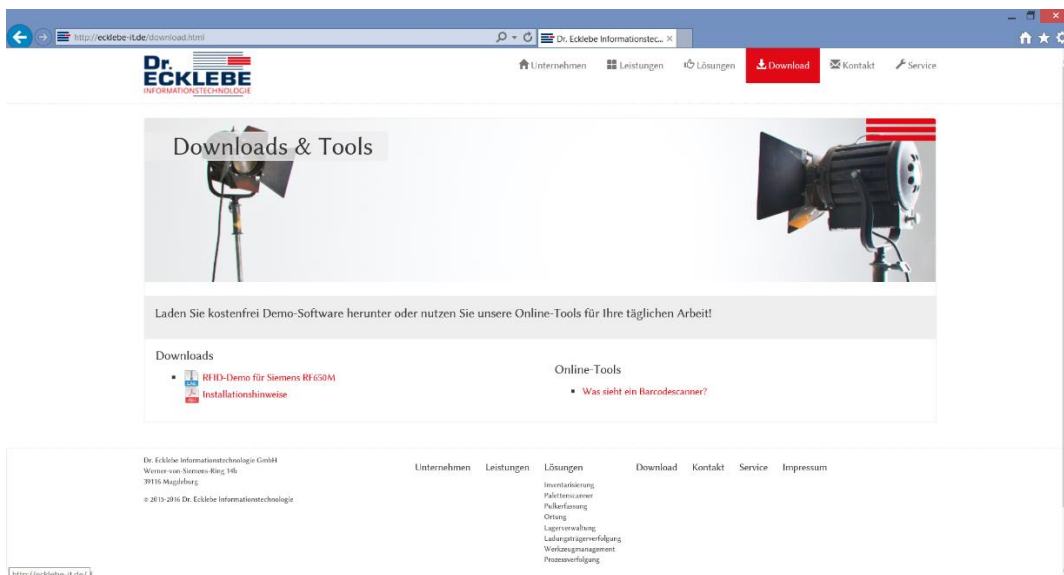 http://ecklebe-it.de/download.html
Dr. Ecklebe Informationstec...
Dr.
ECKLEBE
INFORMATIONSTECHNOLOGIE
Unternehmen Leistungen Lösungen Download Kontakt Service
Downloads & Tools
Laden Sie kostenfrei Demo-Software herunter oder nutzen Sie unsere Online-Tools für Ihre täglichen Arbeit!
Downloads
RFID-Demo für Siemens RF650M
Installationshinweise
Online-Tools
Was sieht ein Barcodescanner?
Dr. Ecklebe Informationstechnologie GmbH
Werner-von-Siemens-Ring 14b
39116 Magdeburg
© 2015-2016 Dr. Ecklebe Informationstechnologie
Unternehmen Leistungen Lösungen Download Kontakt Service Impressum
Inventarisierung
Palettenscanner
Pulkerfassung
Ortung
Lagerverwaltung
Ladungsträgerverfolgung
Werkzeugmanagement
Prozessverfolgung